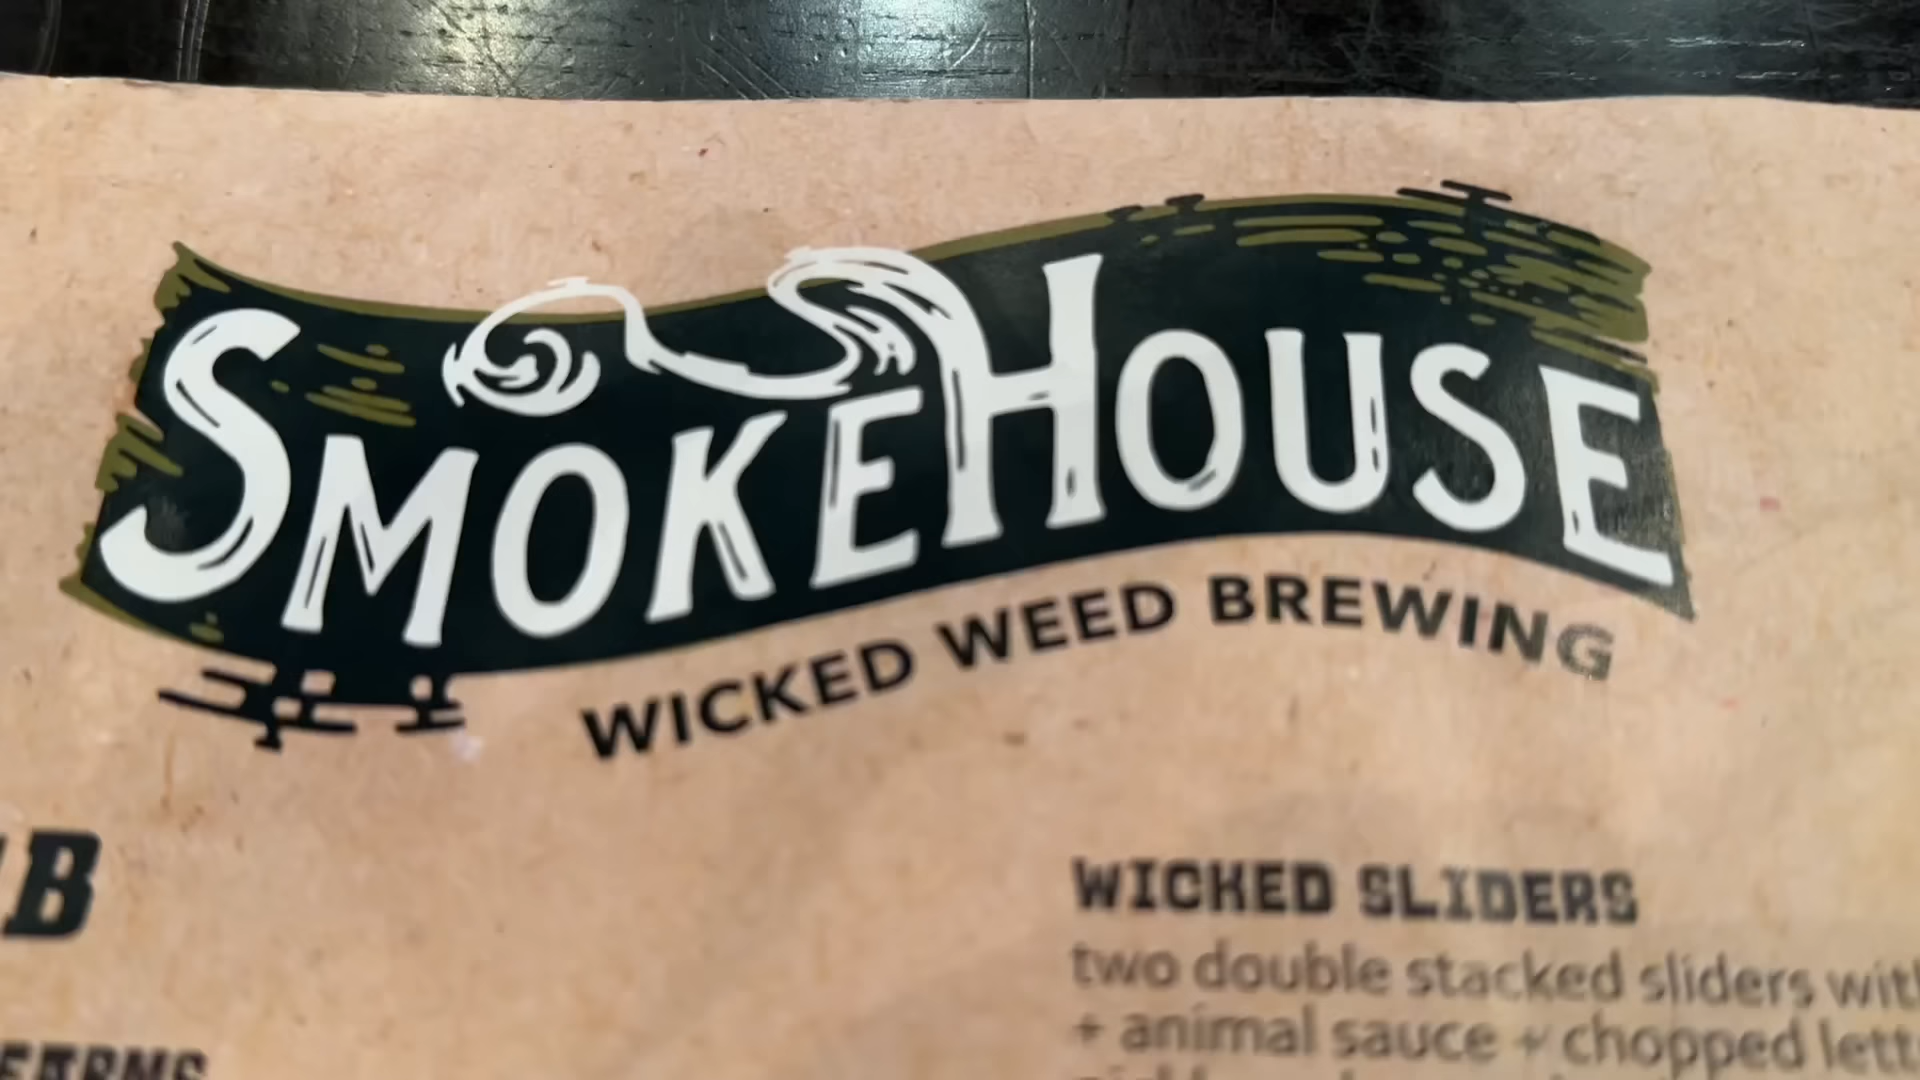 SMOKEHOUSE
WICKED WEED BREWING
WICKED SLIDERS
two double stacked sliders
+ animal sauce + chopped